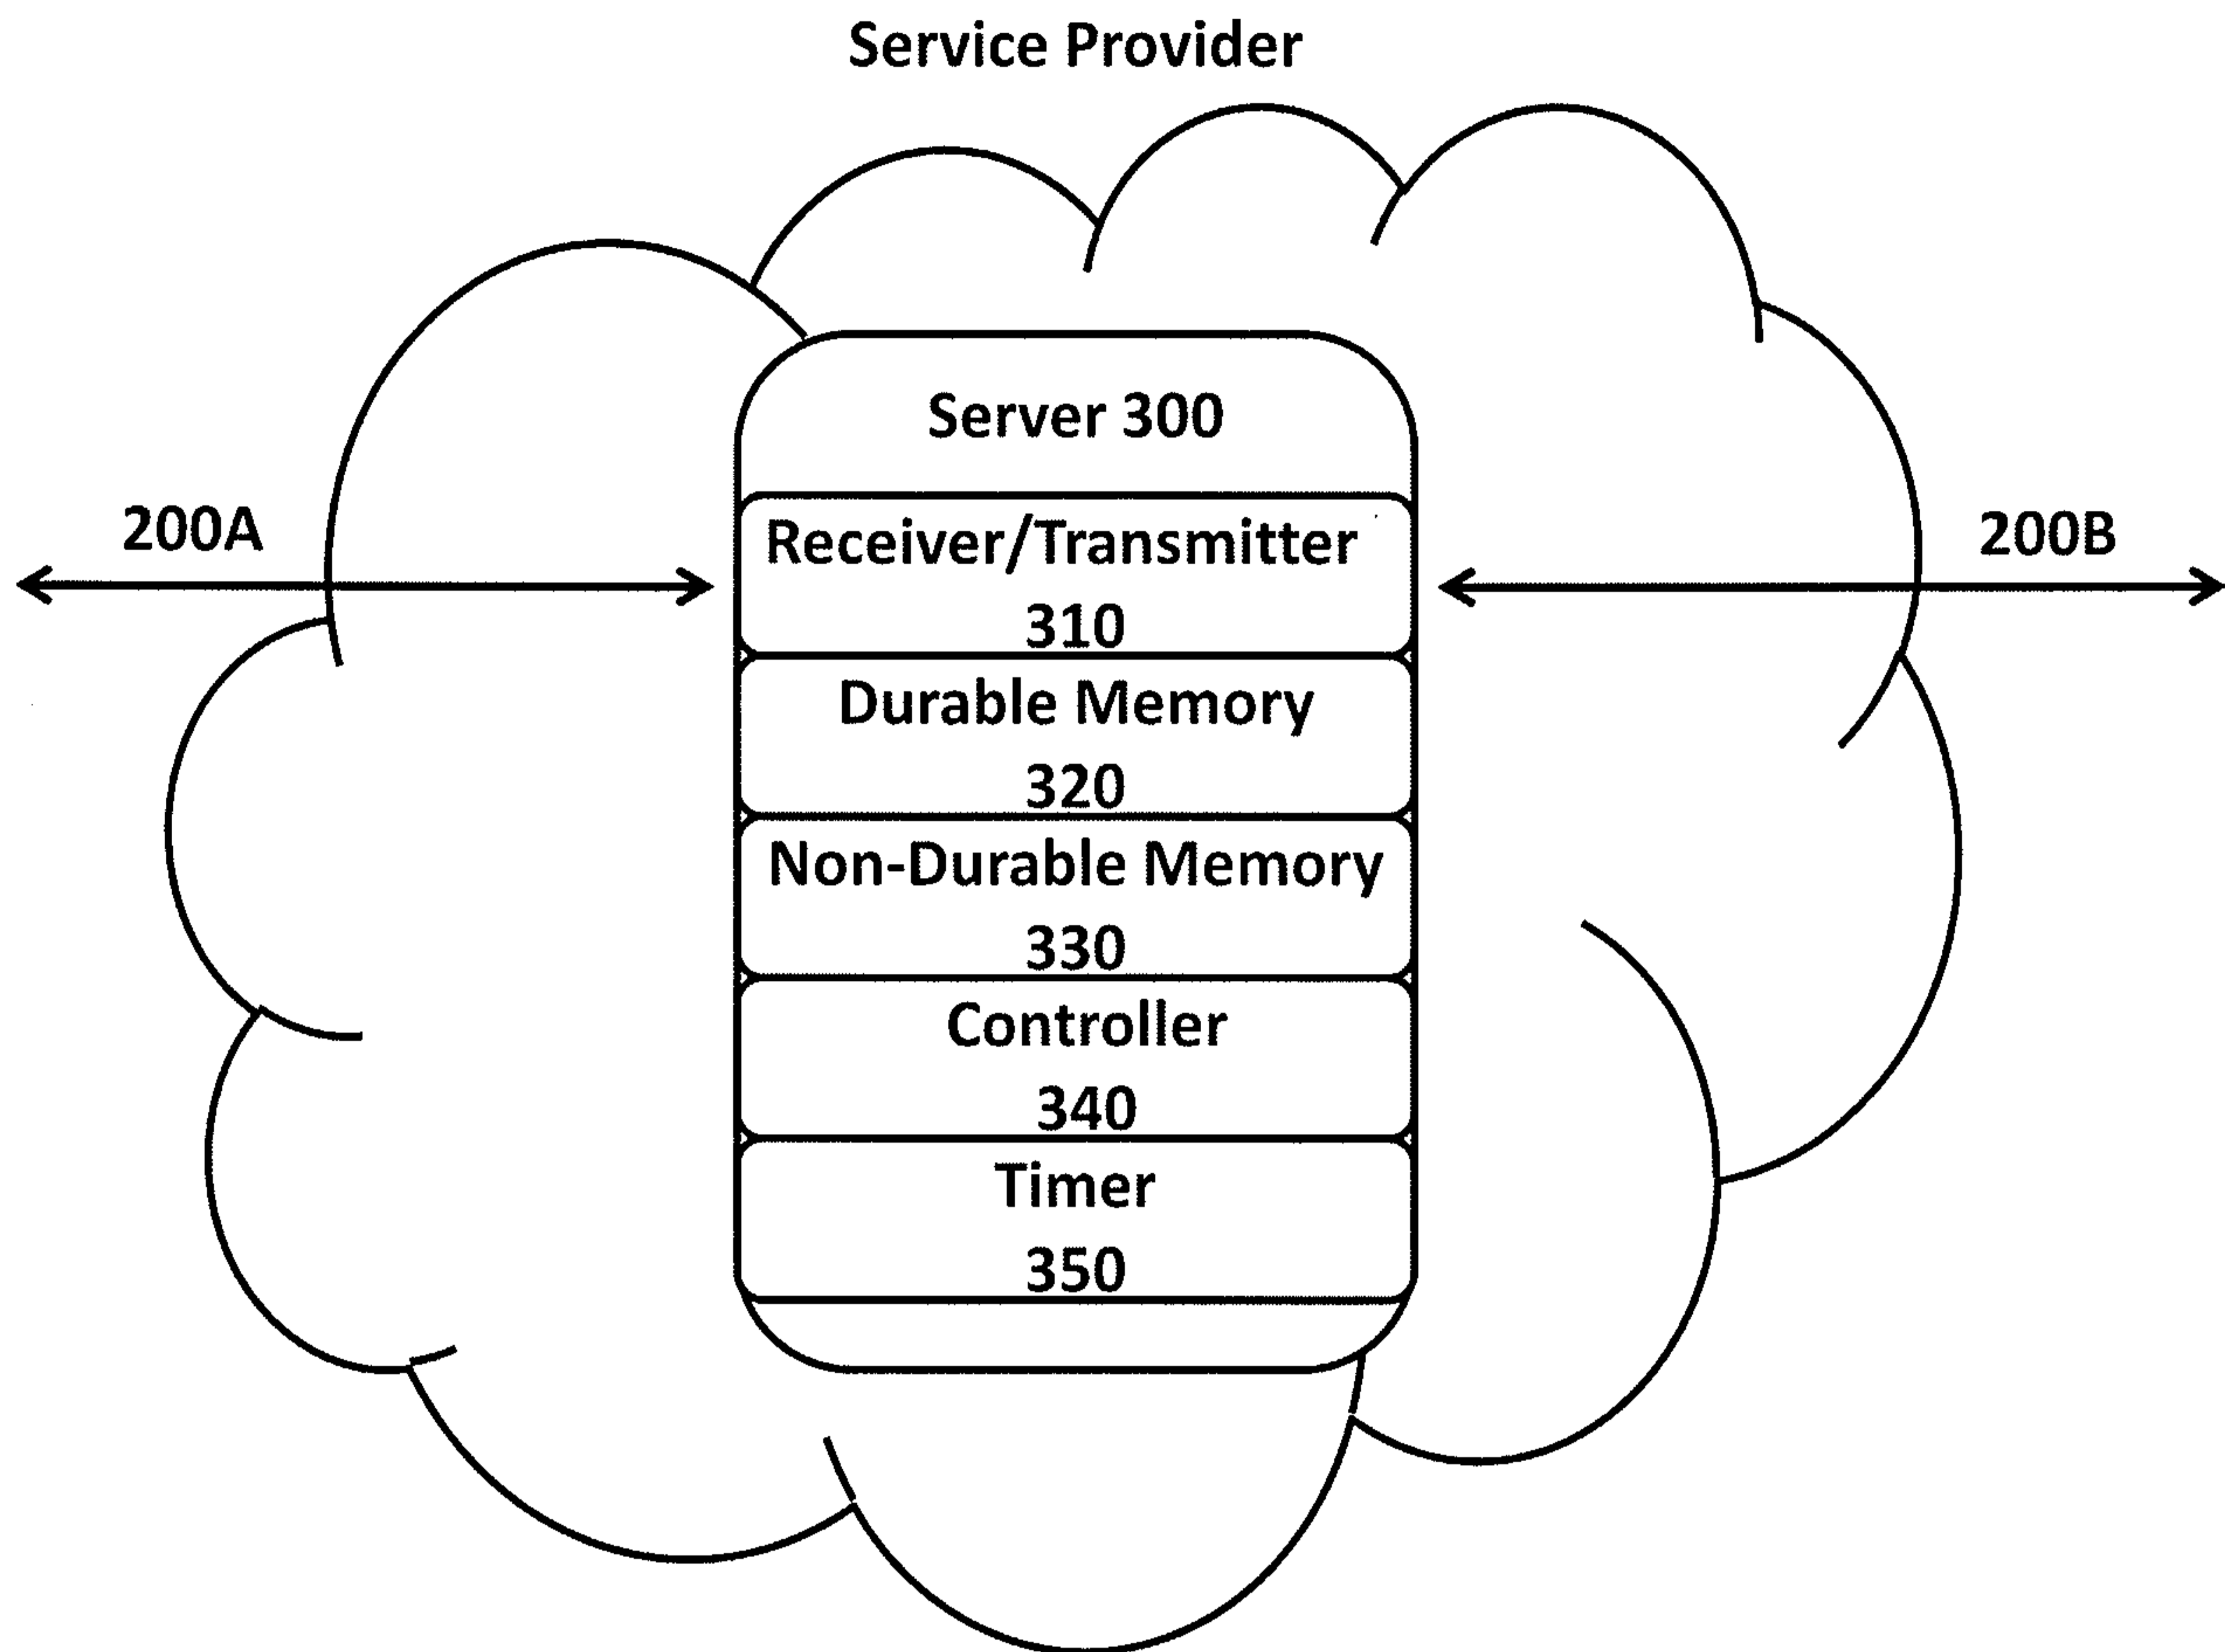 Service Provider
Server 300
200A
Receiver/Transmitter
310
200B
Durable Memory
320
Non-Durable Memory
330
Controller
340
Timer
350